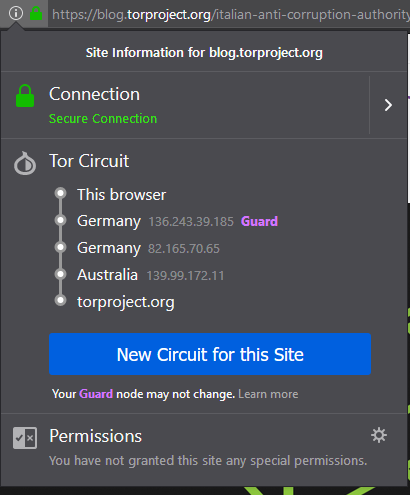 https://blog.torproject.org/italian-anti-corruption-authority
Site Information for blog.torproject.org
Connection
Secure Connection
Tor Circuit
This browser
Germany 136.243.39.185 Guard
Germany 82.165.70.65
Australia 139.99.172.11
torproject.org
New Circuit for this Site
Your Guard node may not change. Learn more
Permissions
You have not granted this site any special permissions.